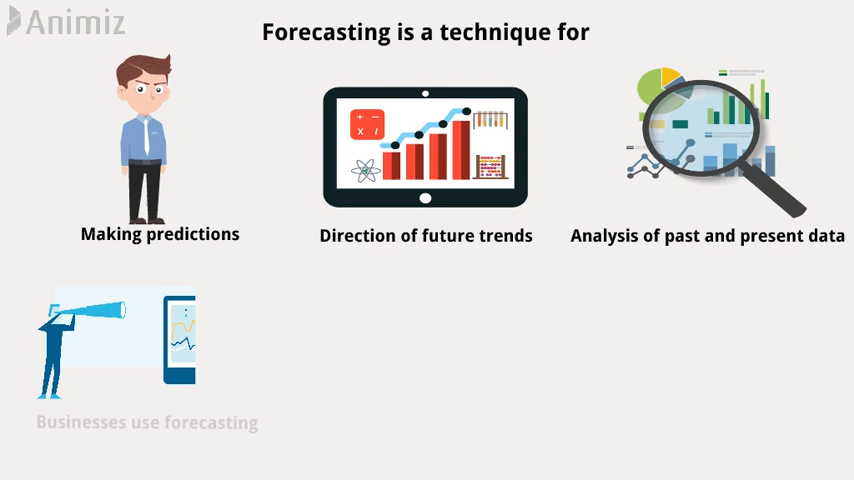 Animiz
Forecasting is a technique for
Making predictions
Direction of future trends
Analysis of past and present data
Businesses use forecasting